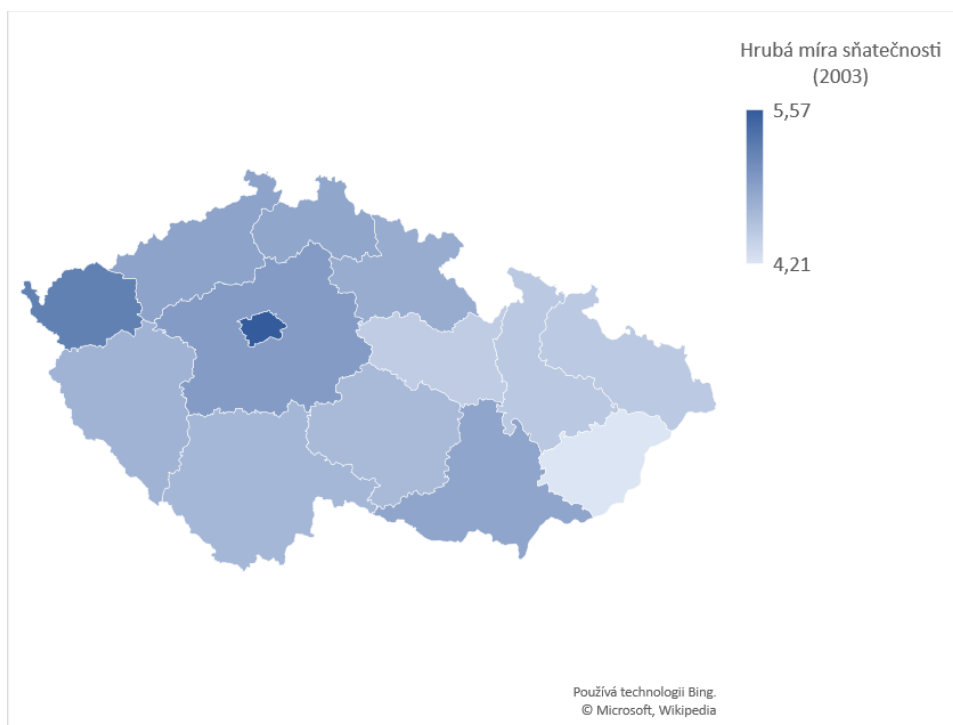 Hrubá míra sňatečnosti
(2003)
5,57
4,21
Používá technologii Bing.
© Microsoft, Wikipedia